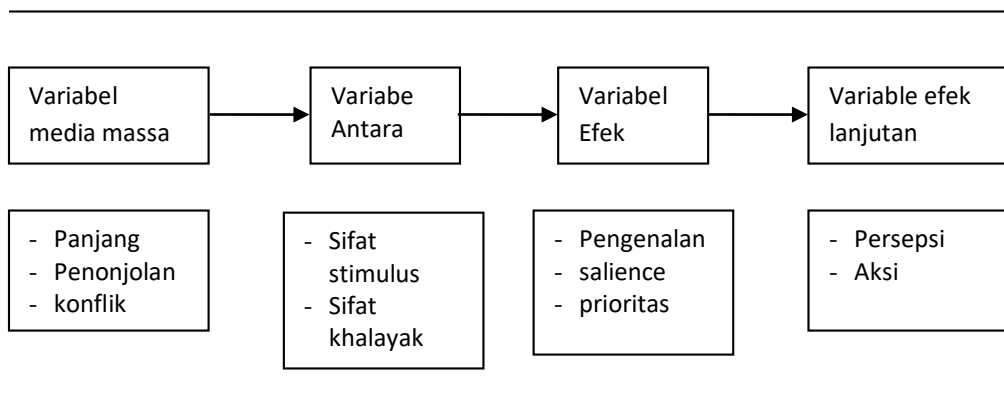 Variabel
media massa
Variabe
Antara
Variabel
Efek
Variable efek
lanjutan
- Panjang
- Penonjolan
- konflik
- Sifat
stimulus
- Sifat
khalayak
- Pengenalan
- salience
- prioritas
- Persepsi
- Aksi